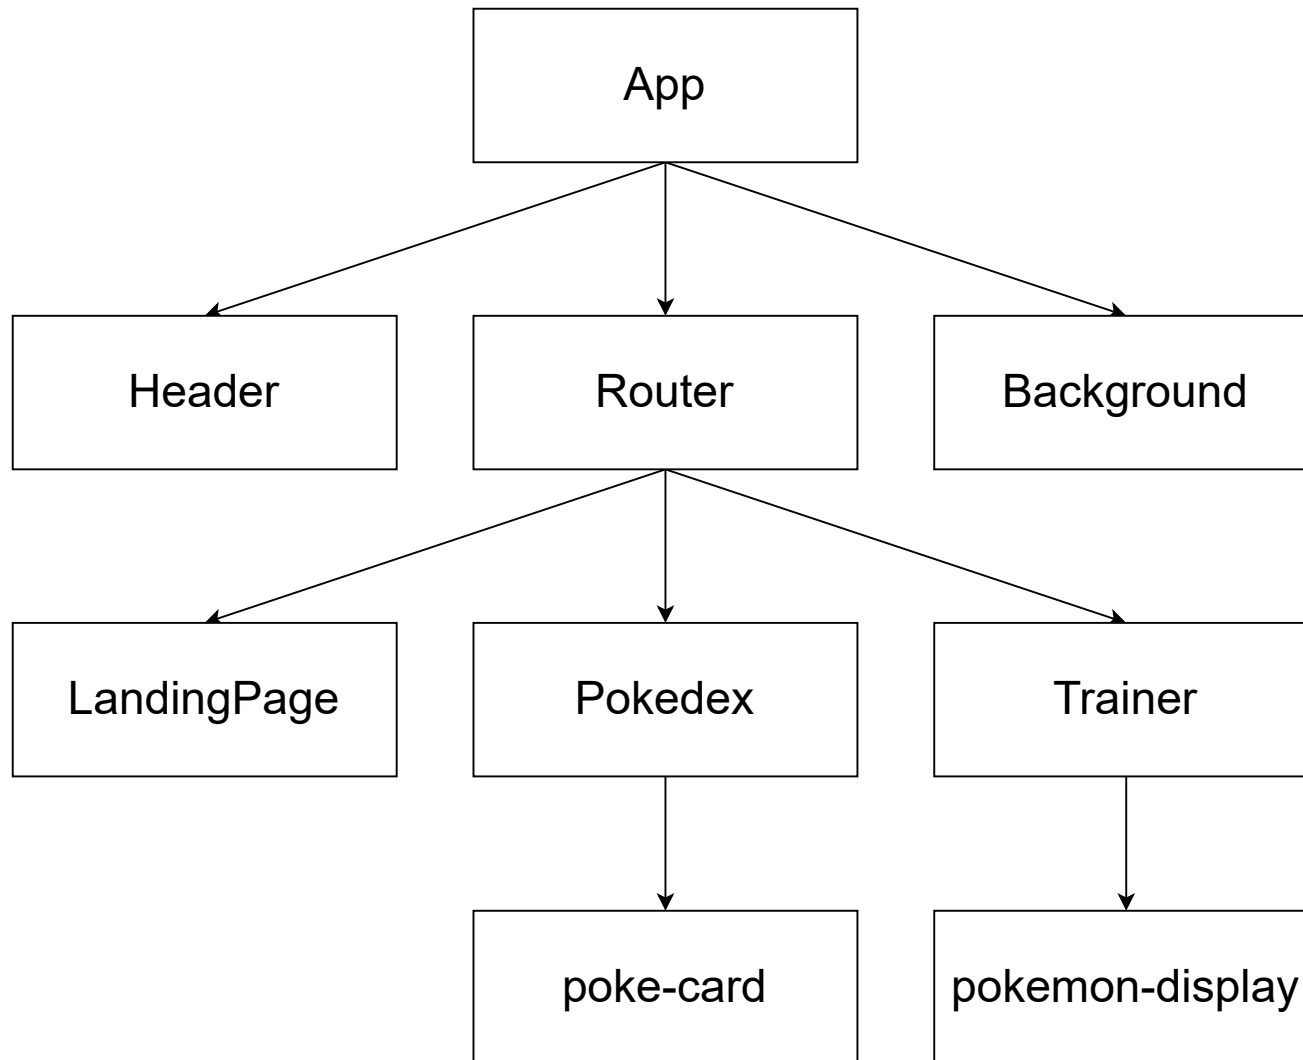 App
Header
Router
Background
LandingPage
Pokedex
Trainer
poke-card
pokemon-display